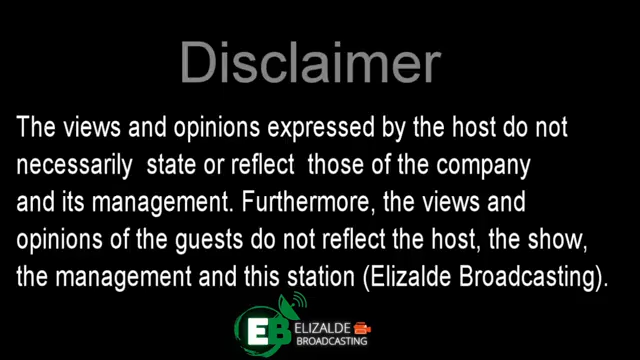 Disclaimer
The views and opinions expressed by the host do not
necessarily state or reflect those of the company
and its management. Furthermore, the views and
opinions of the guests do not reflect the host, the show,
the management and this station (Elizalde Broadcasting).
EB ELIZALDE
BROADCASTING